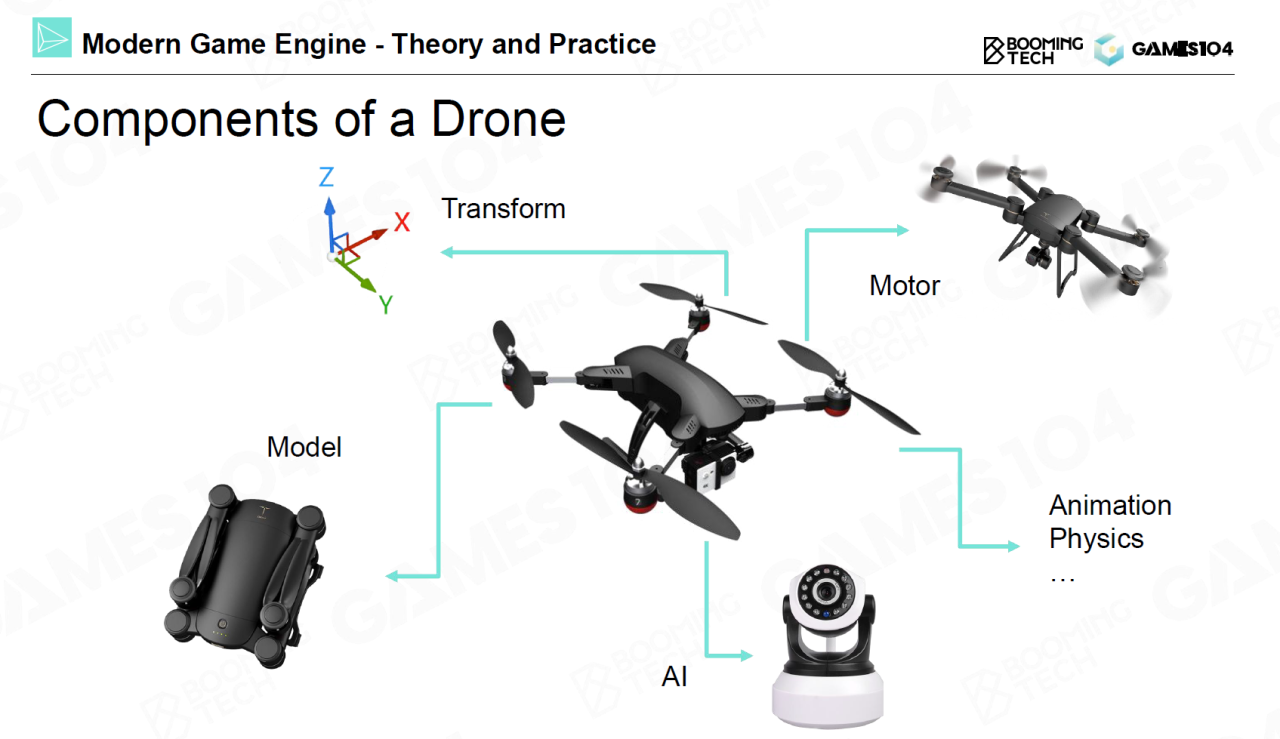 Modern Game Engine - Theory and Practice
BOOMING
TECH
GAMES104
Components of a Drone
Z
X
Y
Transform
Motor
Model
Animation
Physics
…
AI